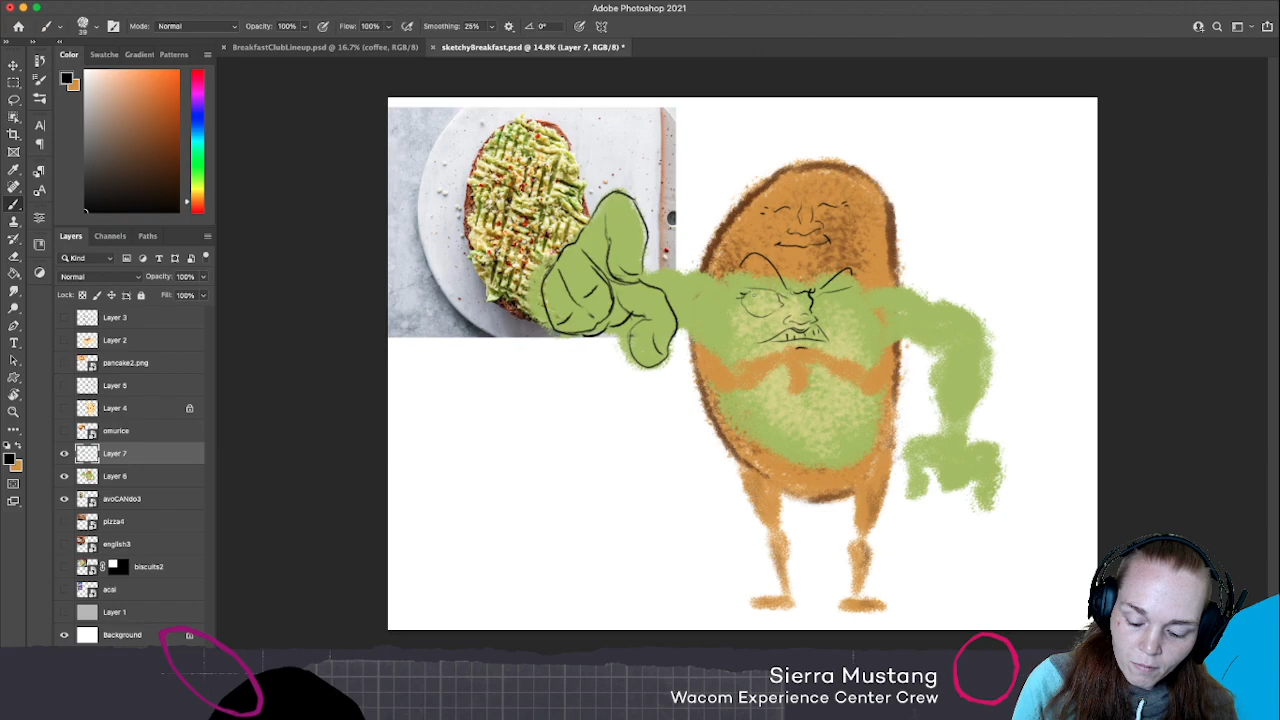 Adobe Photoshop 2021
39 Mode: Normal Opacity: 100% Flow: 100% Smoothing: 25% 0°
BreakfastClubLineup.psd @ 16.7% (coffee, RGB/8) sketchyBreakfast.psd @ 14.8% (Layer 7, RGB/8) *
Color Swatche Gradient Patterns
Layers Channels Paths
Kind
Normal Opacity: 100%
Lock: Fill: 100%
Layer 3
Layer 2
pancake2.png
Layer 5
Layer 4
omurice
Layer 7
Layer 6
avoCANdo3
pizza4
english3
biscuits2
acai
Layer 1
Background
Sierra Mustang
Wacom Experience Center Crew